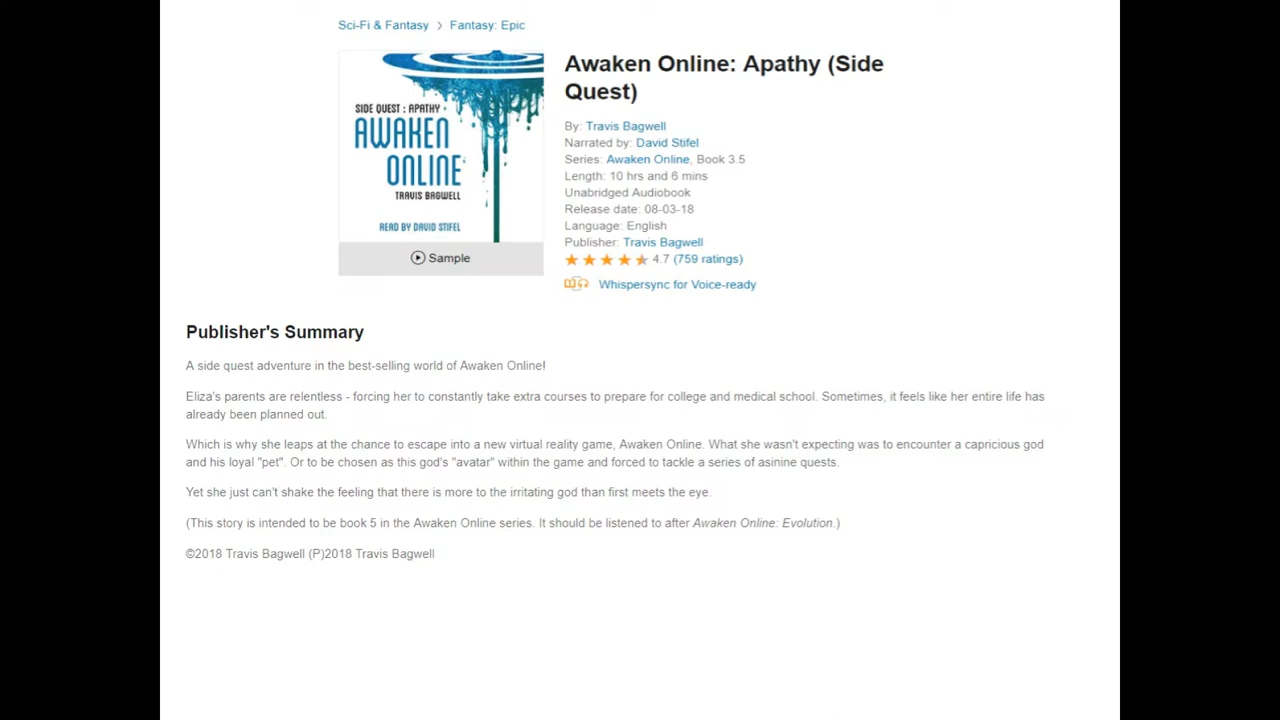 Sci-Fi & Fantasy > Fantasy: Epic
SIDE QUEST : APATHY
AWAKEN
ONLINE
TRAVIS BAGWELL
READ BY DAVID STIFEL
Sample
Awaken Online: Apathy (Side
Quest)
By: Travis Bagwell
Narrated by: David Stifel
Series: Awaken Online, Book 3.5
Length: 10 hrs and 6 mins
Unabridged Audiobook
Release date: 08-03-18
Language: English
Publisher: Travis Bagwell
4.7 (759 ratings)
Whispersync for Voice-ready
Publisher's Summary
A side quest adventure in the best-selling world of Awaken Online!
Eliza's parents are relentless - forcing her to constantly take extra courses to prepare for college and medical school. Sometimes, it feels like her entire life has
already been planned out.
Which is why she leaps at the chance to escape into a new virtual reality game, Awaken Online. What she wasn't expecting was to encounter a capricious god
and his loyal "pet". Or to be chosen as this god's "avatar" within the game and forced to tackle a series of asinine quests.
Yet she just can't shake the feeling that there is more to the irritating god than first meets the eye.
(This story is intended to be book 5 in the Awaken Online series. It should be listened to after Awaken Online: Evolution.)
©2018 Travis Bagwell (P)2018 Travis Bagwell